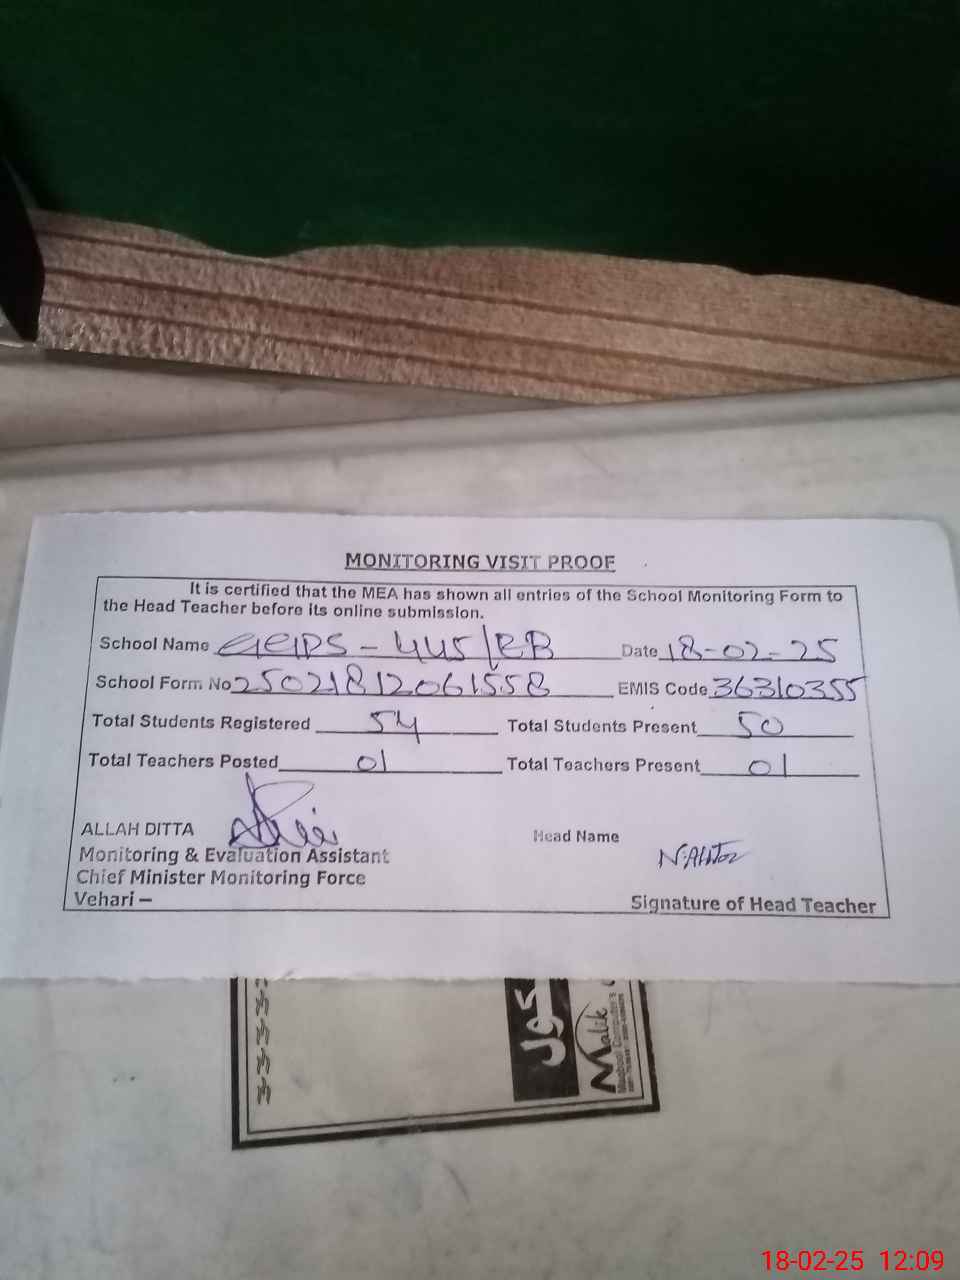 MONITORING VISIT PROOF
It is certified that the MEA has shown all entries of the School Monitoring Form to
the Head Teacher before its online submission.
School Name GGPS - 445/EB Date 18-02-25
School Form No 25021812061558 EMIS Code 36310355
Total Students Registered 54 Total Students Present 50
Total Teachers Posted 01 Total Teachers Present 01
ALLAH DITTA
Head Name
Monitoring & Evaluation Assistant
Chief Minister Monitoring Force
Vehari –
Signature of Head Teacher
Malik
18-02-25 12:09